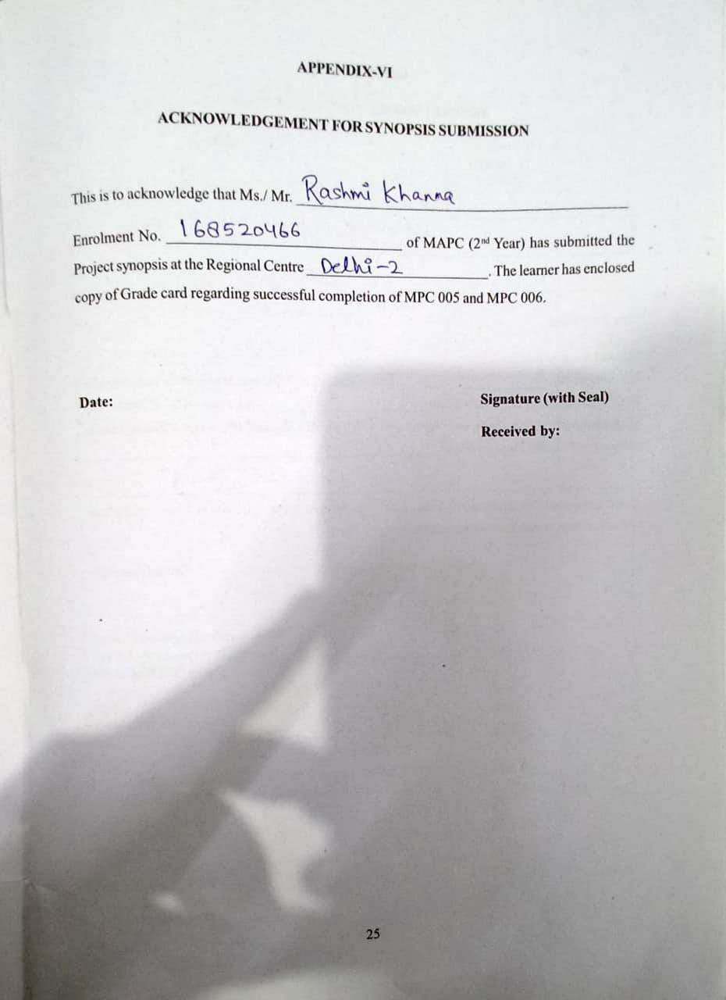 APPENDIX-VI
ACKNOWLEDGEMENT FOR SYNOPSIS SUBMISSION
This is to acknowledge that Ms./ Mr. Rashmi Khanna
Enrolment No. 168520466 of MAPC (2nd Year) has submitted the
Project synopsis at the Regional Centre Delhi-2. The learner has enclosed
copy of Grade card regarding successful completion of MPC 005 and MPC 006.
Date: Signature (with Seal)
Received by:
25